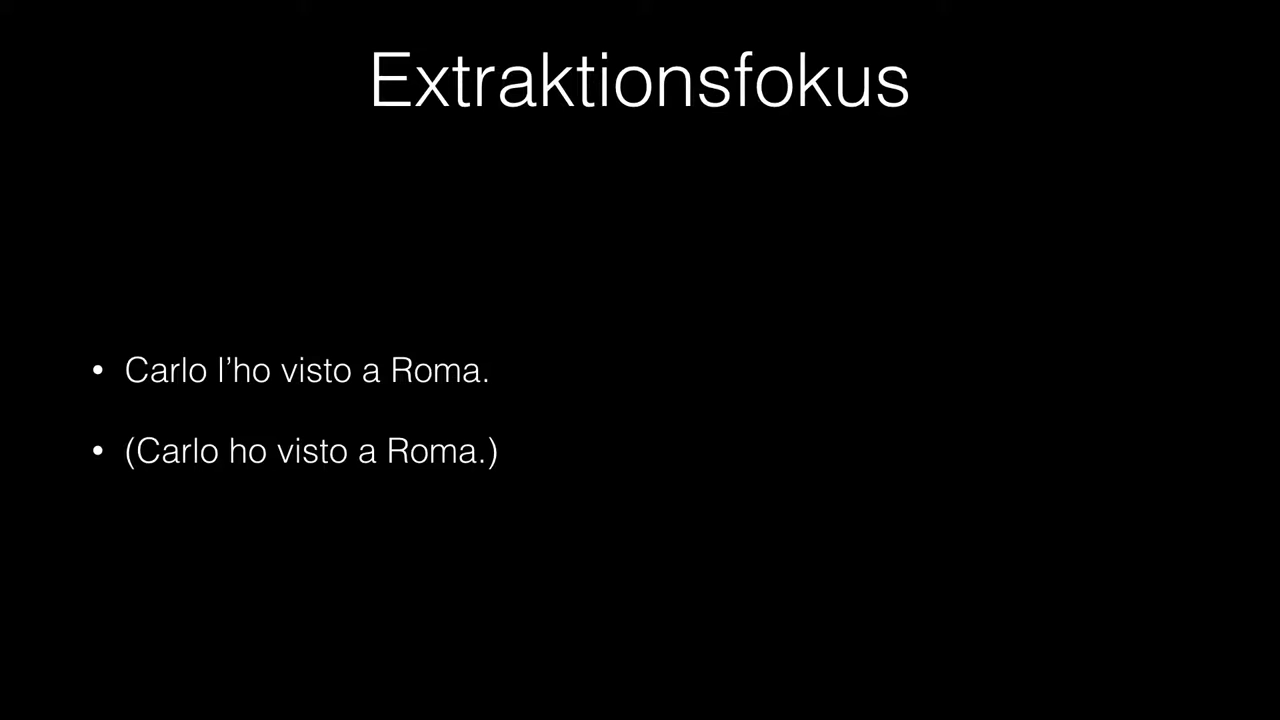 Extraktionsfokus
• Carlo l’ho visto a Roma.
• (Carlo ho visto a Roma.)